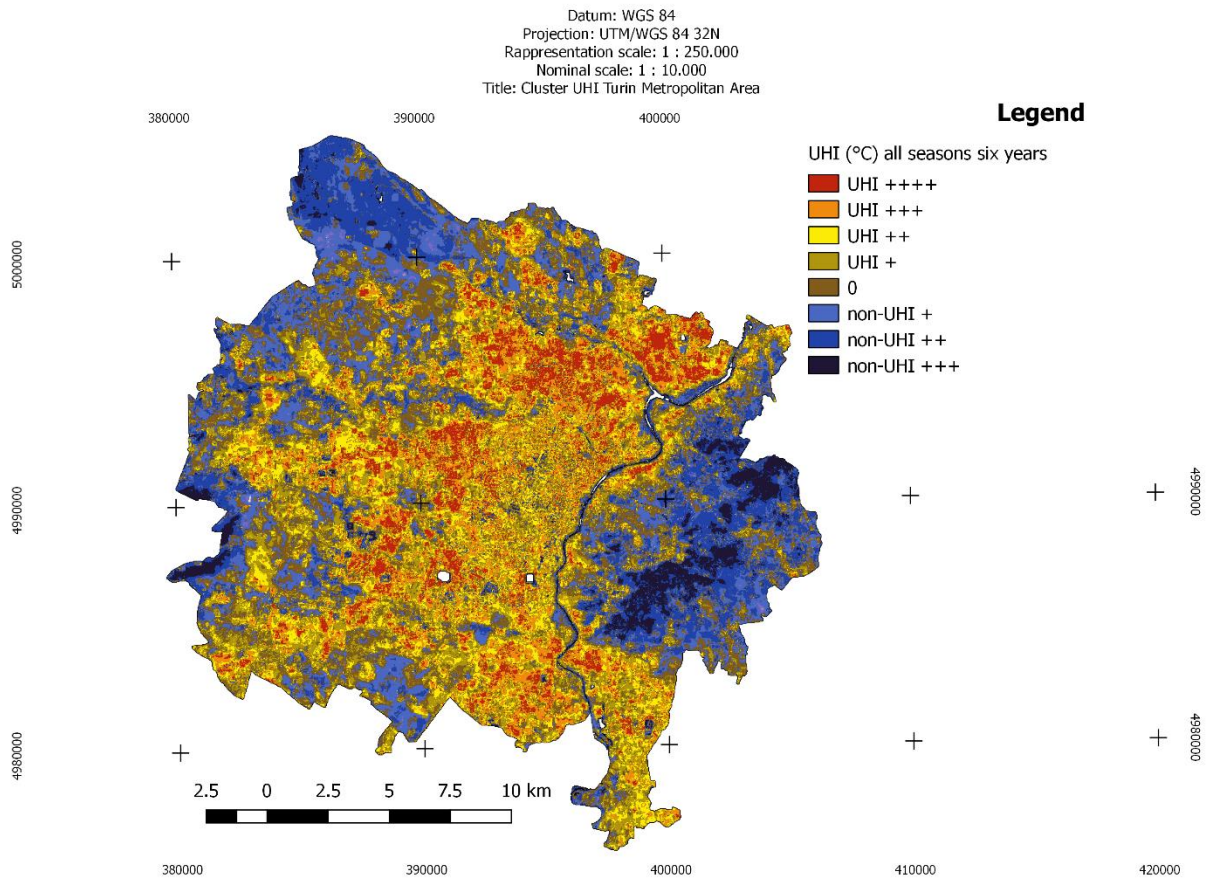 Datum: WGS 84
Projection: UTM/WGS 84 32N
Rappresentation scale: 1 : 250.000
Nominal scale: 1 : 10.000
Title: Cluster UHI Turin Metropolitan Area
380000 390000 400000
Legend
UHI (°C) all seasons six years
UHI ++++
UHI +++
UHI ++
UHI +
0
non-UHI +
non-UHI ++
non-UHI +++
5000000
4990000
4990000
4980000
4980000
2.5 0 2.5 5 7.5 10 km
380000 390000 400000 410000 420000